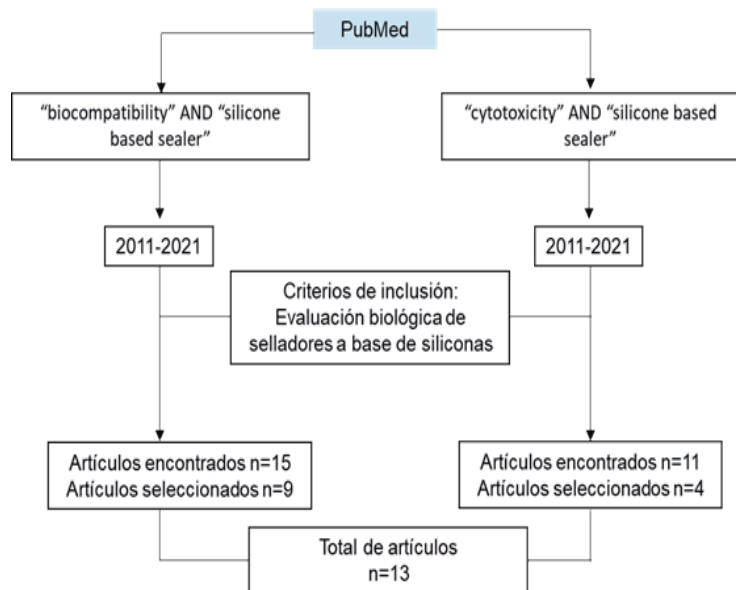 PubMed
“biocompatibility” AND “silicone
based sealer”
“cytotoxicity” AND “silicone based
sealer”
2011-2021
2011-2021
Criterios de inclusión:
Evaluación biológica de
selladores a base de siliconas
Artículos encontrados n=15
Artículos seleccionados n=9
Artículos encontrados n=11
Artículos seleccionados n=4
Total de artículos
n=13